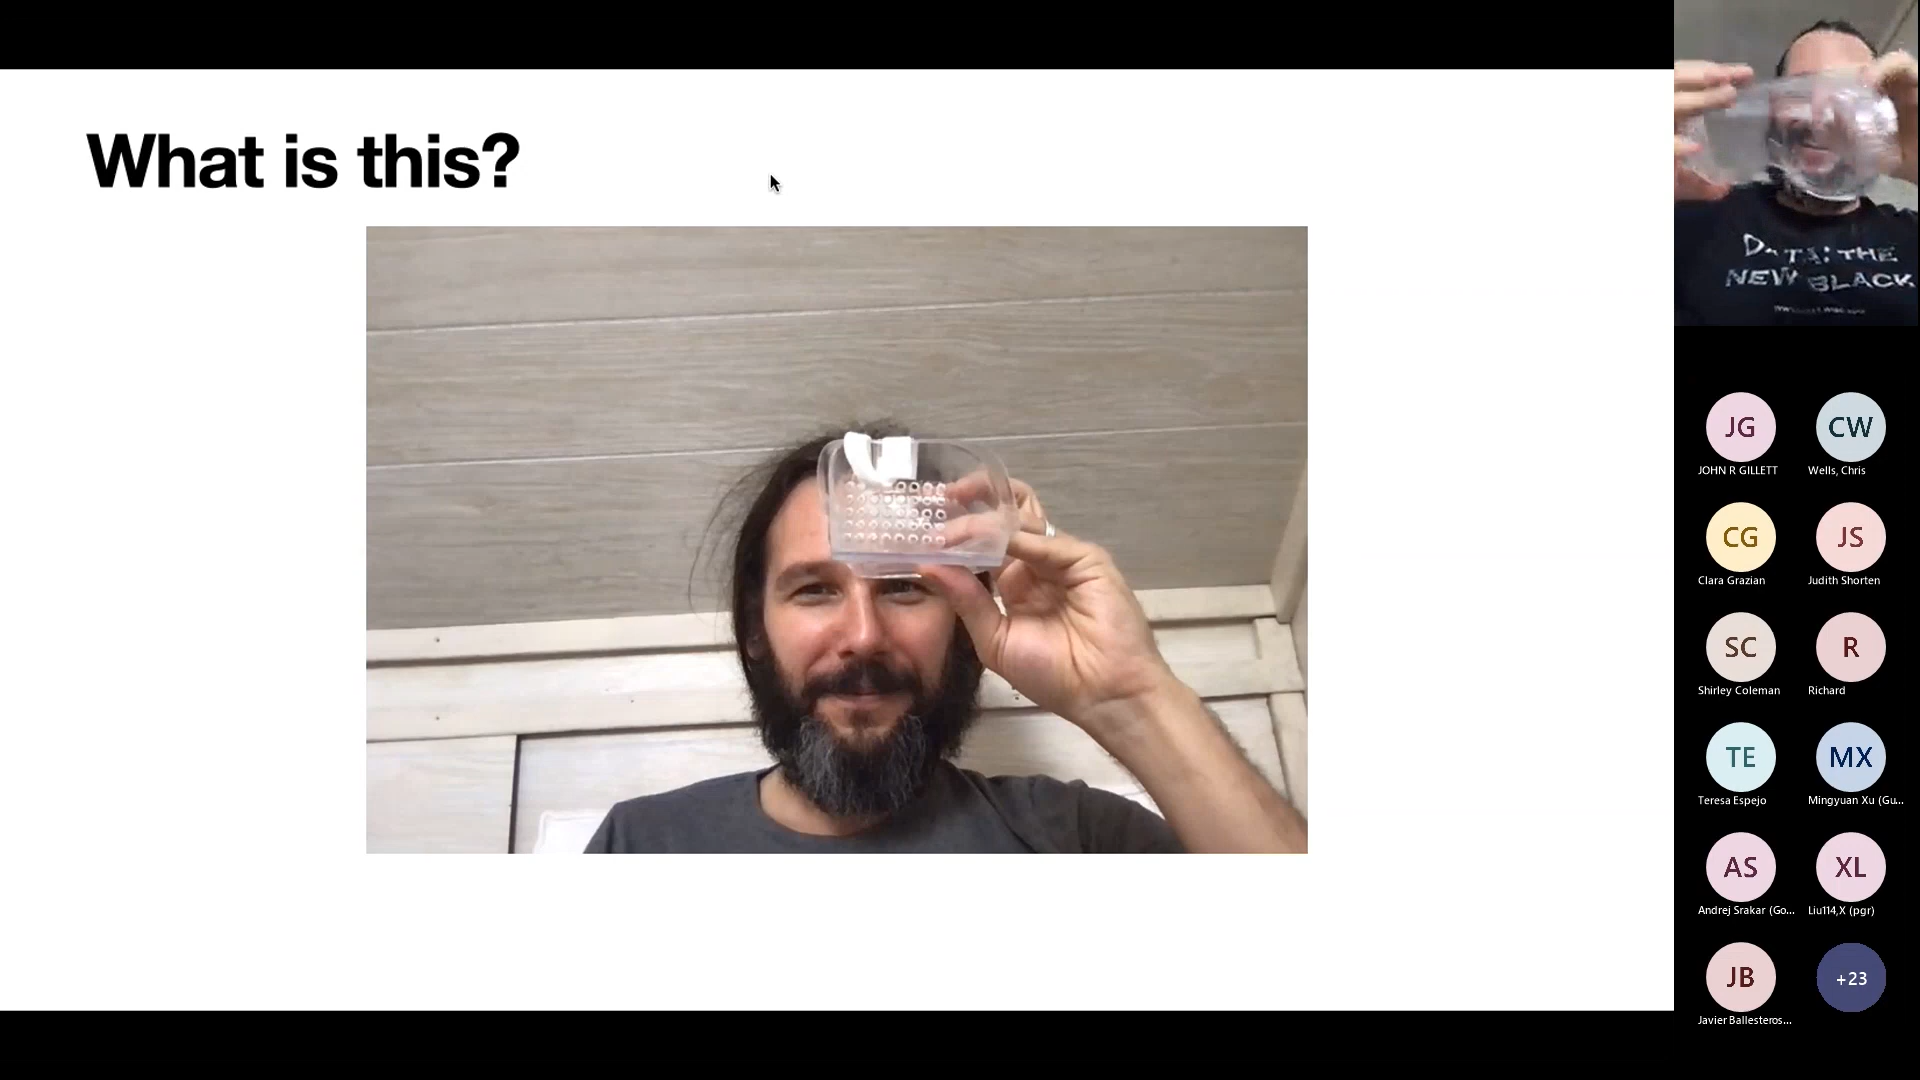 What is this?
DATA: THE
NEW BLACK
JG
CW
JOHN R GILLETT
Wells, Chris
CG
JS
Clara Grazian
Judith Shorten
SC
R
Shirley Coleman
Richard
TE
MX
Teresa Espejo
Mingyuan Xu (Gu...
AS
XL
Andrej Srakar (Go...
Liu114,X (pgr)
JB
+23
Javier Ballesteros...